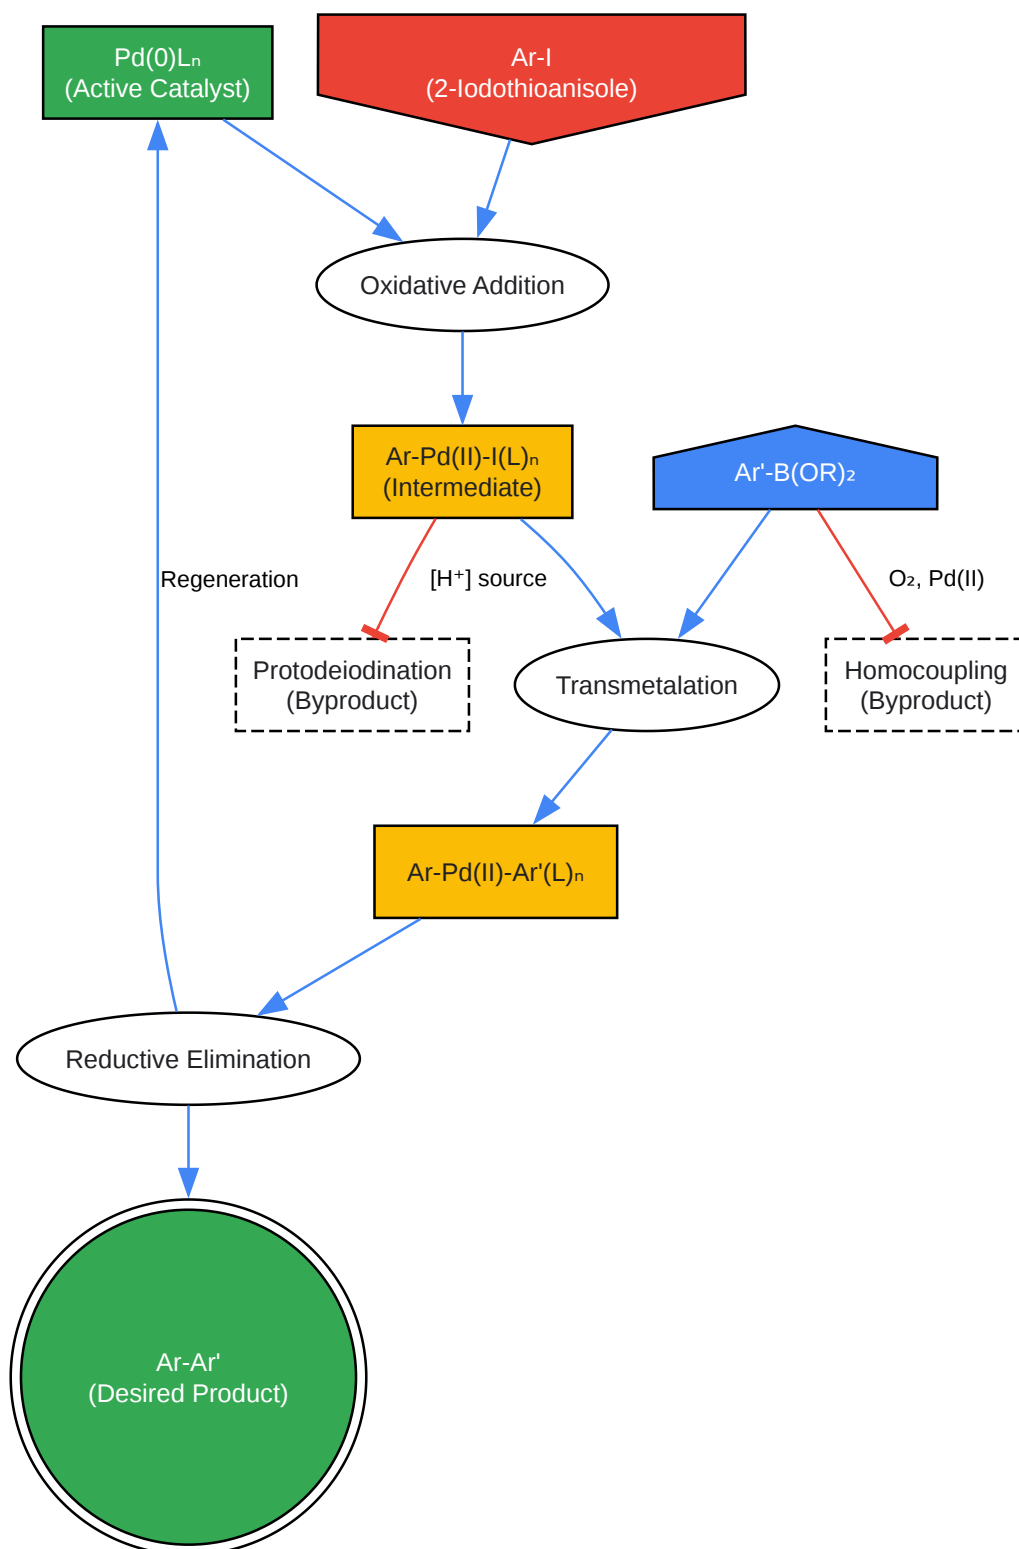 Pd(0)Lₙ
(Active Catalyst)
Ar-I
(2-Iodothioanisole)
Oxidative Addition
Ar-Pd(II)-I(L)ₙ
(Intermediate)
Ar'-B(OR)₂
Regeneration
[H⁺] source
O₂, Pd(II)
Protodeiodination
(Byproduct)
Transmetalation
Homocoupling
(Byproduct)
Ar-Pd(II)-Ar'(L)ₙ
Reductive Elimination
Ar-Ar'
(Desired Product)